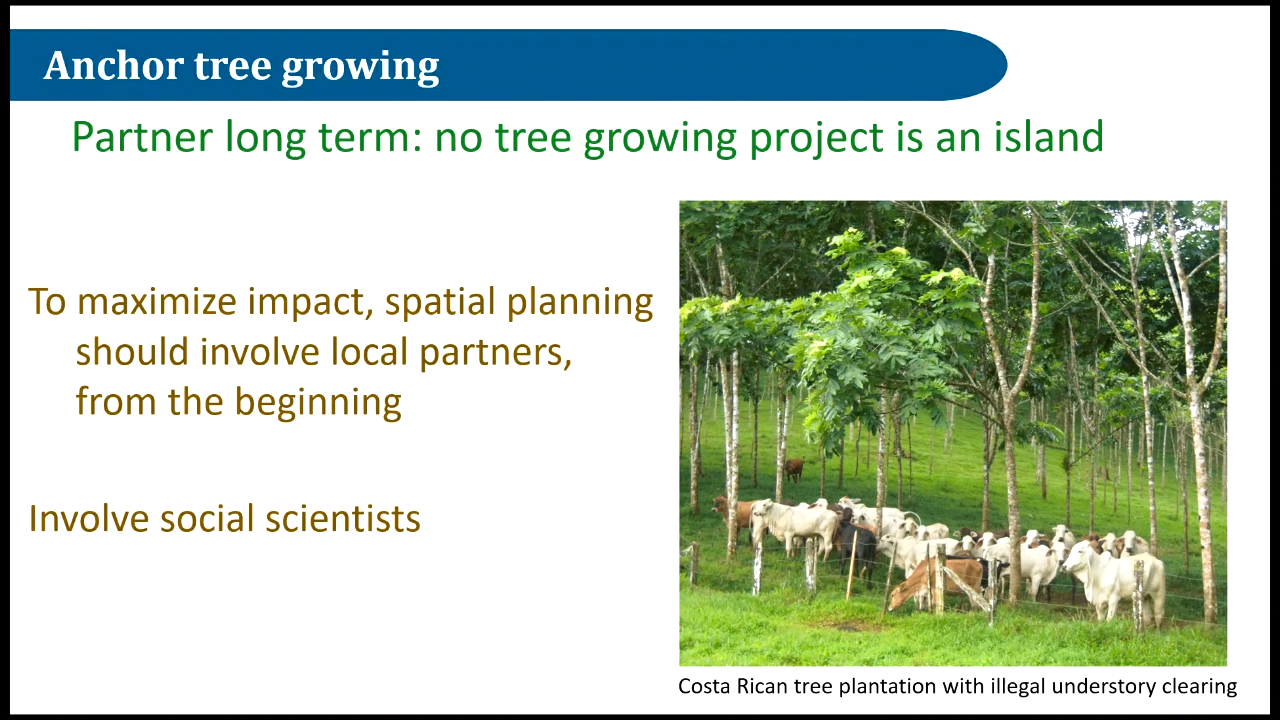 Anchor tree growing
Partner long term: no tree growing project is an island
To maximize impact, spatial planning
should involve local partners,
from the beginning
Involve social scientists
Costa Rican tree plantation with illegal understory clearing